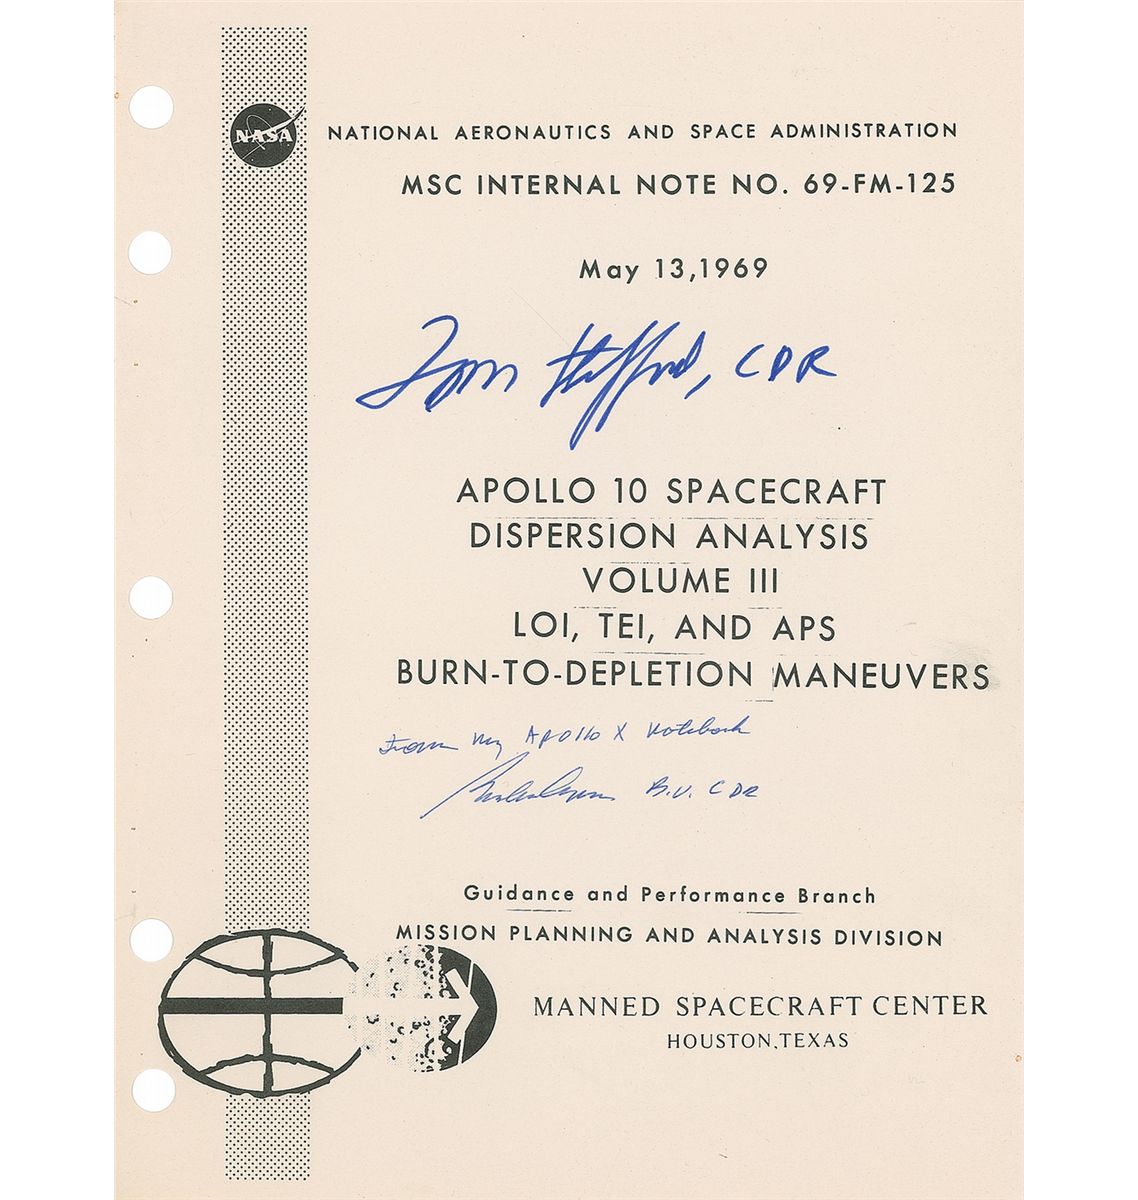 NASA
NATIONAL AERONAUTICS AND SPACE ADMINISTRATION
MSC INTERNAL NOTE NO. 69-FM-125
May 13,1969
Tom Stafford, CDR
APOLLO 10 SPACECRAFT
DISPERSION ANALYSIS
VOLUME III
LOI, TEI, AND APS
BURN-TO-DEPLETION MANEUVERS
From my Apollo X Notebook
B.U. CDR
Guidance and Performance Branch
MISSION PLANNING AND ANALYSIS DIVISION
MANNED SPACECRAFT CENTER
HOUSTON,TEXAS